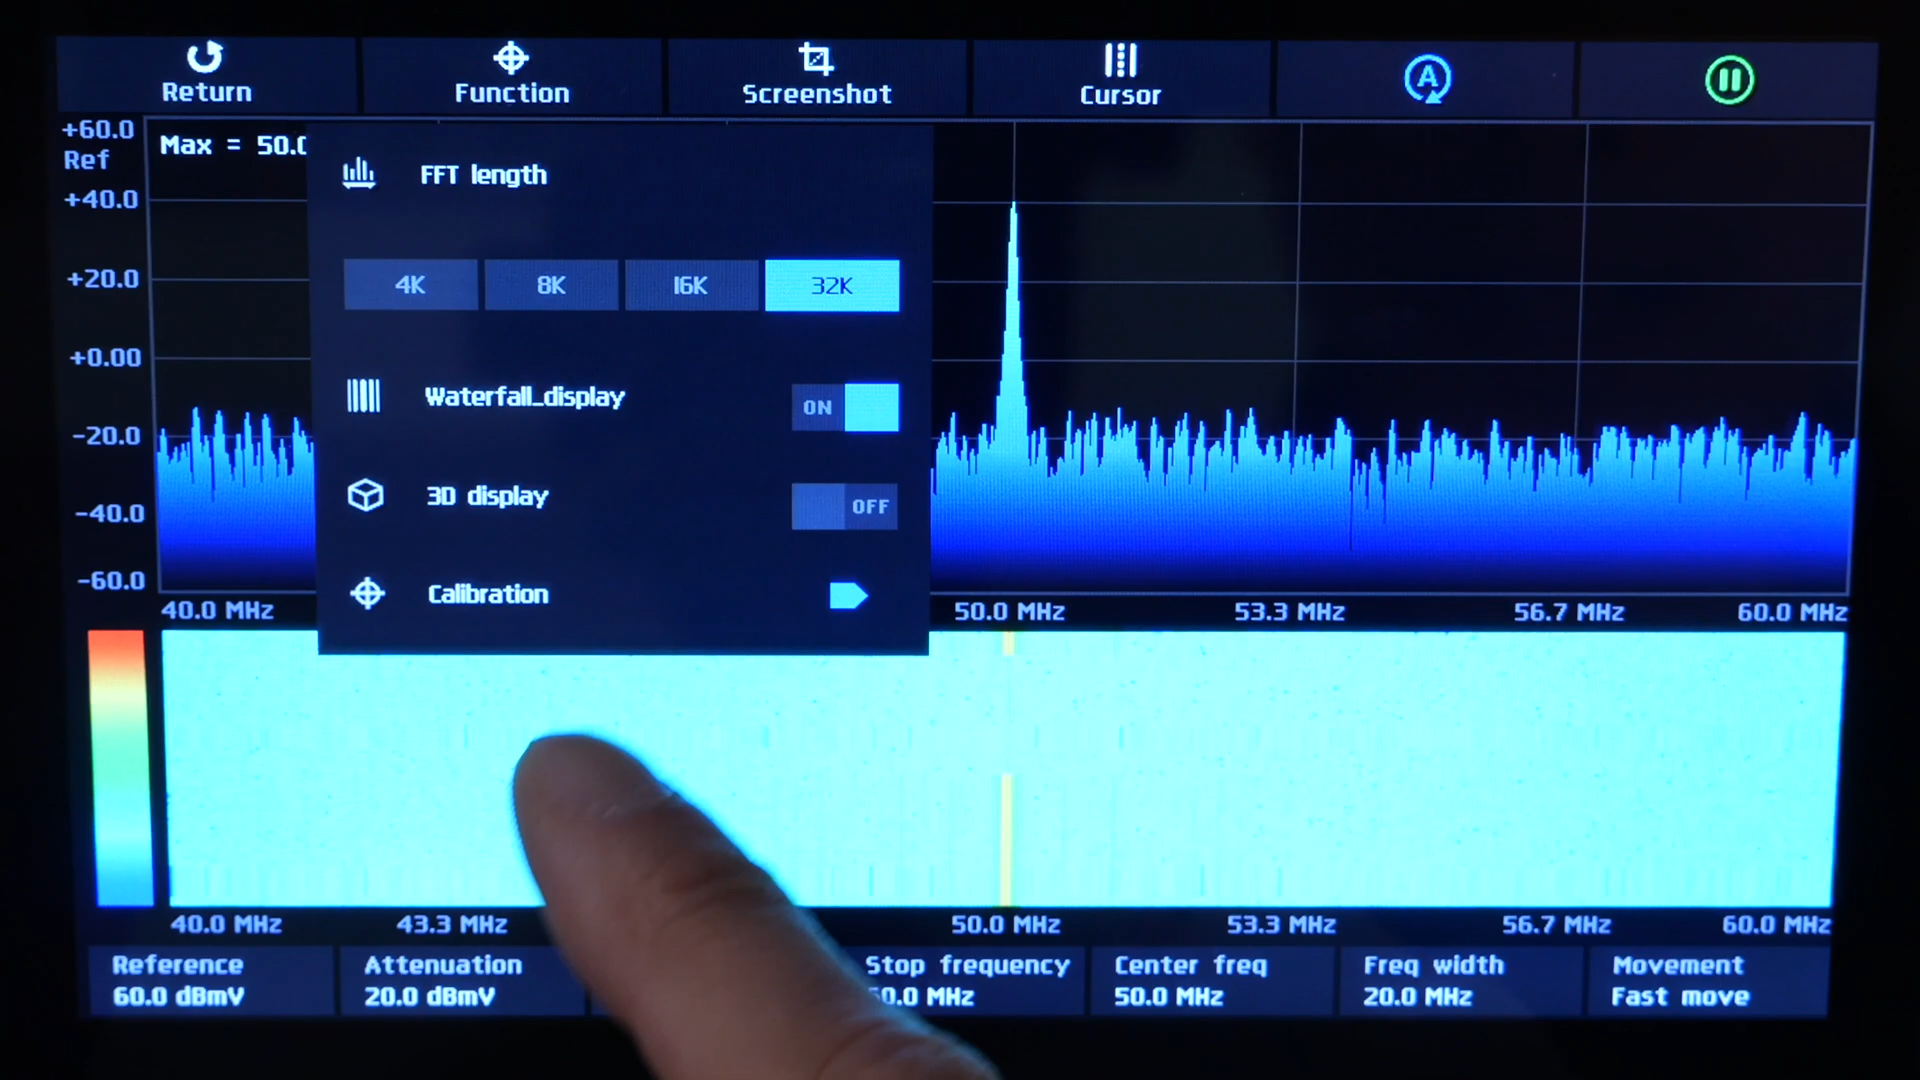 Return
Function
Screenshot
Cursor
A
+60.0
Ref
Max = 50.0
+40.0
+20.0
+0.00
-20.0
-40.0
-60.0
FFT length
4K
8K
16K
32K
Waterfall_display
ON
3D display
OFF
Calibration
40.0 MHz
50.0 MHz
53.3 MHz
56.7 MHz
60.0 MHz
40.0 MHz
43.3 MHz
50.0 MHz
53.3 MHz
56.7 MHz
60.0 MHz
Reference
60.0 dBmV
Attenuation
20.0 dBmV
Stop frequency
60.0 MHz
Center freq
50.0 MHz
Freq width
20.0 MHz
Movement
Fast move